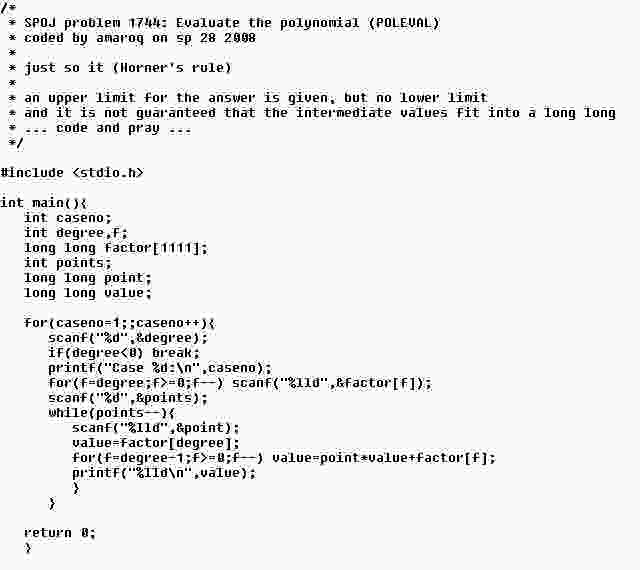 /*
 * SPOJ problem 1744: Evaluate the polynomial (POLEVAL)
 * coded by amaroq on sp 28 2008
 *
 * just so it (Horner's rule)
 *
 * an upper limit for the answer is given, but no lower limit
 * and it is not guaranteed that the intermediate values fit into a long long
 * ... code and pray ...
 */

#include <stdio.h>

int main(){
   int caseno;
   int degree,f;
   long long factor[1111];
   int points;
   long long point;
   long long value;

   for(caseno=1;;caseno++){
      scanf("%d",&degree);
      if(degree<0) break;
      printf("Case %d:\n",caseno);
      for(f=degree;f>=0;f--) scanf("%lld",&factor[f]);
      scanf("%d",&points);
      while(points--){
         scanf("%lld",&point);
         value=factor[degree];
         for(f=degree-1;f>=0;f--) value=point*value+factor[f];
         printf("%lld\n",value);
         }
      }

   return 0;
   }